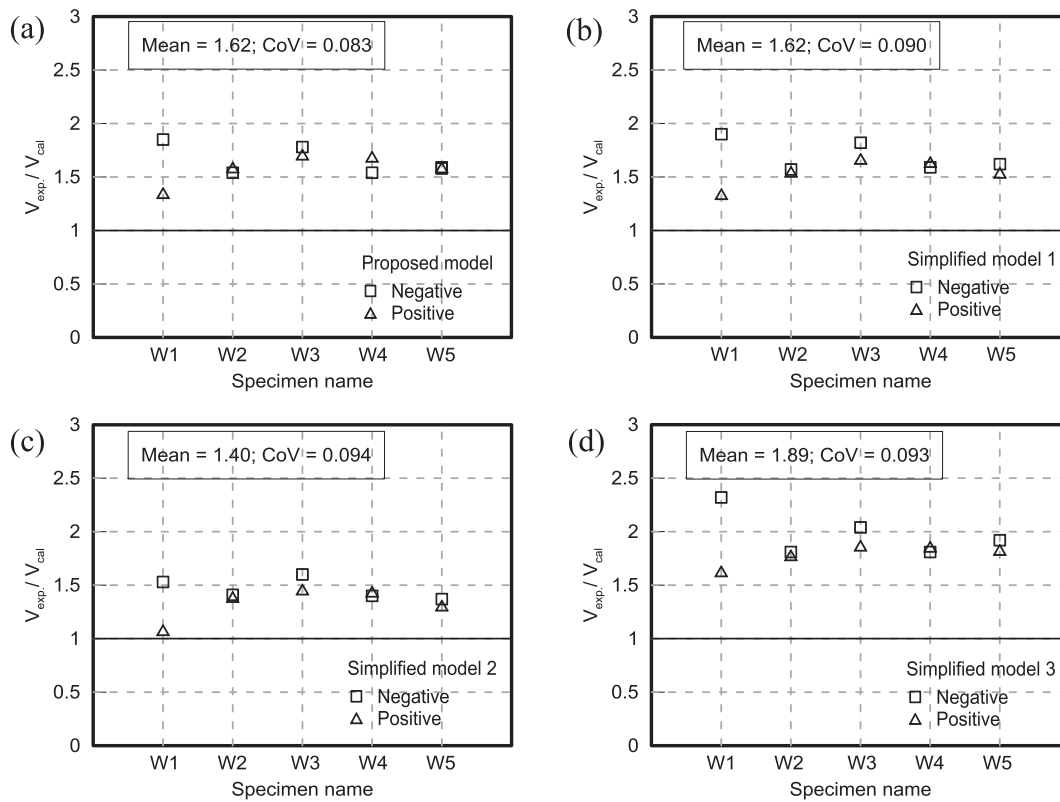 (a)
Mean = 1.62; CoV = 0.083
3
2.5
2
1.5
1
0.5
0
Vexp./ Vcal
Proposed model
Negative
Positive
W1 W2 W3 W4 W5
Specimen name
(b)
Mean = 1.62; CoV = 0.090
3
2.5
2
1.5
1
0.5
0
Vexp./ Vcal
Simplified model 1
Negative
Positive
W1 W2 W3 W4 W5
Specimen name
(c)
Mean = 1.40; CoV = 0.094
3
2.5
2
1.5
1
0.5
0
Vexp./ Vcal
Simplified model 2
Negative
Positive
W1 W2 W3 W4 W5
Specimen name
(d)
Mean = 1.89; CoV = 0.093
3
2.5
2
1.5
1
0.5
0
Vexp./ Vcal
Simplified model 3
Negative
Positive
W1 W2 W3 W4 W5
Specimen name